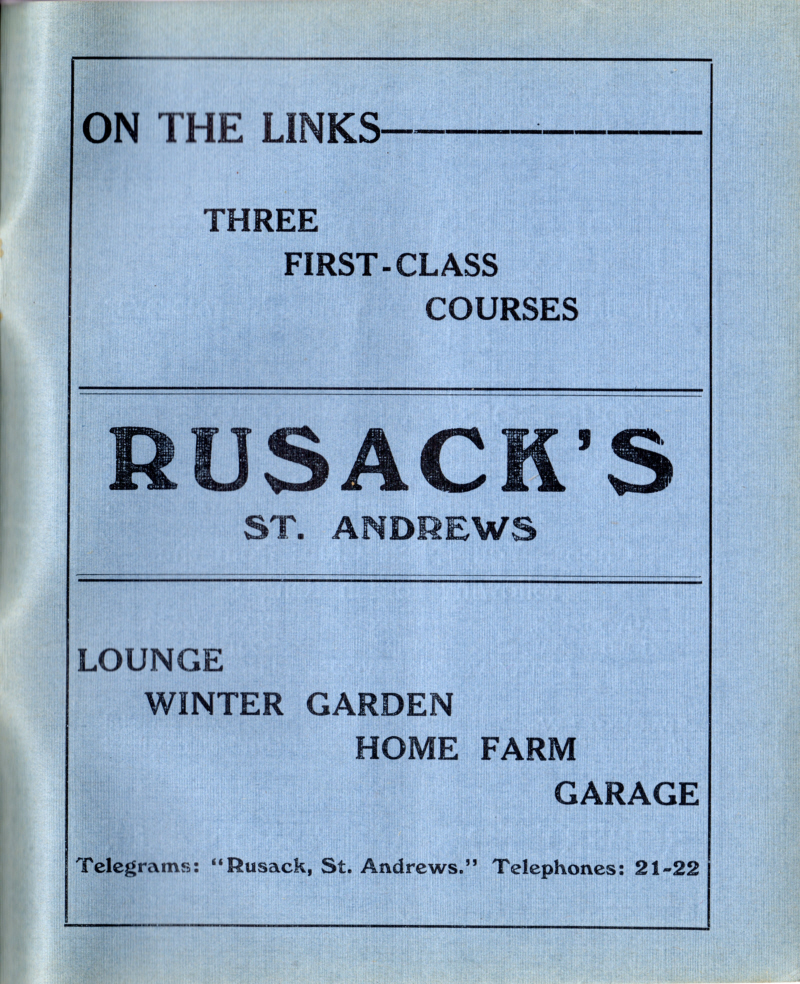 ON THE LINKS
THREE
FIRST-CLASS
COURSES
RUSACK'S
ST. ANDREWS
LOUNGE
WINTER GARDEN
HOME FARM
GARAGE
Telegrams: "Rusack, St. Andrews." Telephones: 21-22